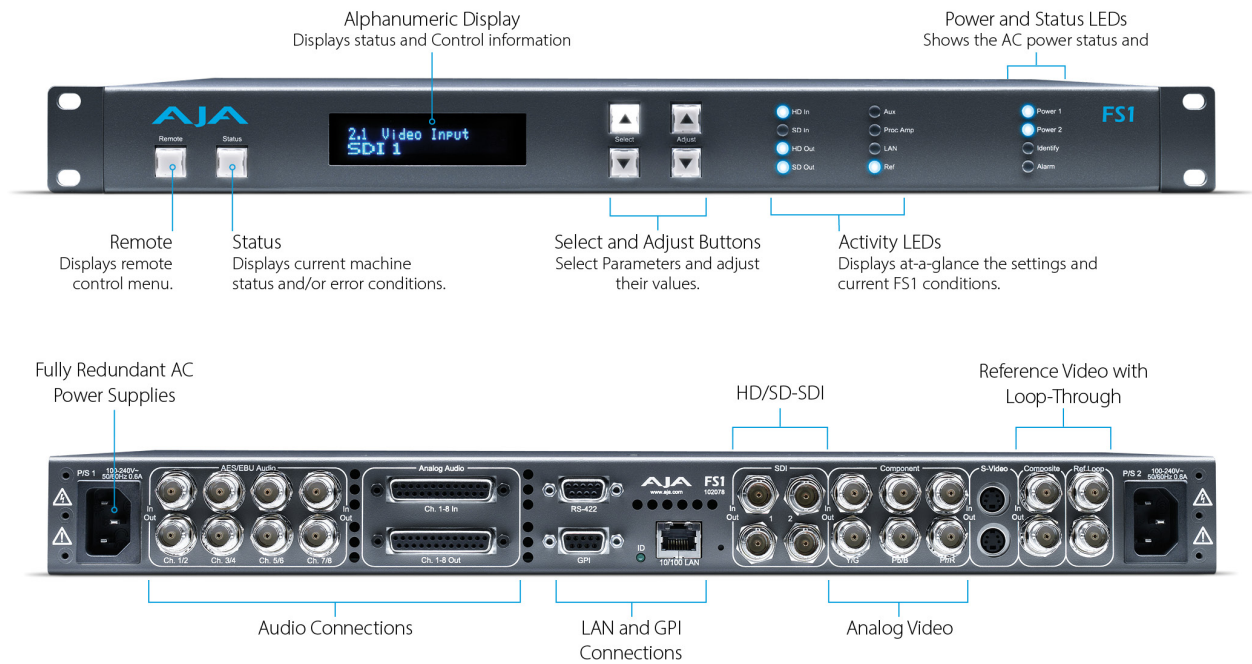 Alphanumeric Display
Displays status and Control information
Power and Status LEDs
Shows the AC power status and
AJA
Remote
Status
2.1 Video Input
SDI 1
Select
Adjust
HD In
SD In
HD Out
SD Out
Aux
Proc Amp
LAN
Ref
Power 1
Power 2
Identify
Alarm
FS1
Remote
Displays remote
control menu.
Status
Displays current machine
status and/or error conditions.
Select and Adjust Buttons
Select Parameters and adjust
their values.
Activity LEDs
Displays at-a-glance the settings and
current FS1 conditions.
Fully Redundant AC
Power Supplies
HD/SD-SDI
Reference Video with
Loop-Through
P/S 1
100-240V~
50/60Hz 0.6A
AES/EBU Audio
In
Out
In
Out
Ch. 1/2
Ch. 3/4
Ch. 5/6
Ch. 7/8
Analog Audio
Ch. 1-8 In
Ch. 1-8 Out
RS-422
GPI
AJA
www.aja.com
FS1
102078
ID
10/100 LAN
SDI
In
Out
1
2
Component
In
Out
Y/G
Pb/B
Pr/R
S-Video
In
Out
Composite
In
Out
Ref Loop
P/S 2
100-240V~
50/60Hz 0.6A
Audio Connections
LAN and GPI
Connections
Analog Video